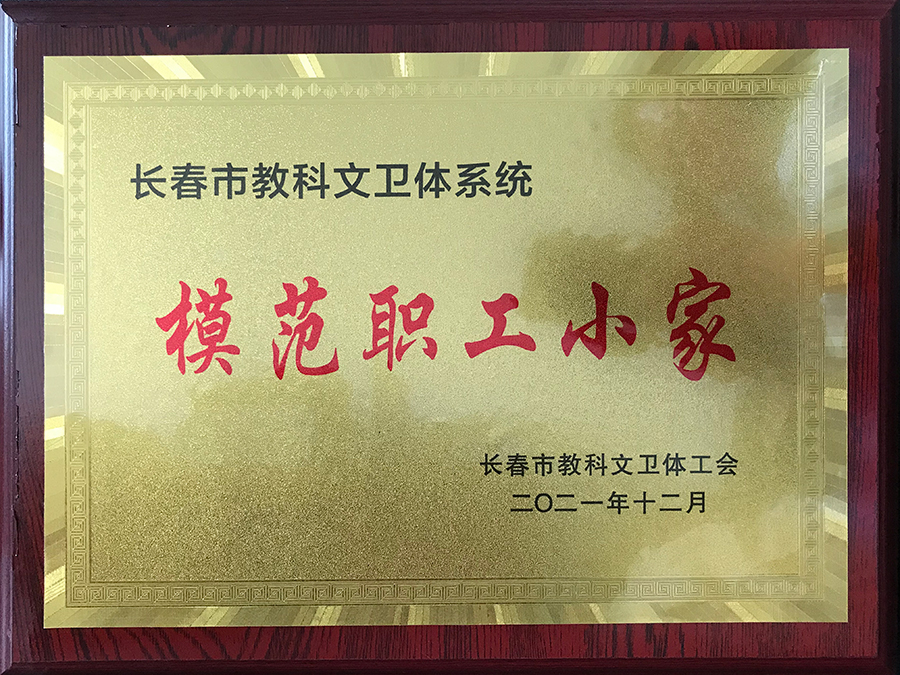 长春市教科文卫体系统
模范职工小家
长春市教科文卫体工会
二〇二一年十二月